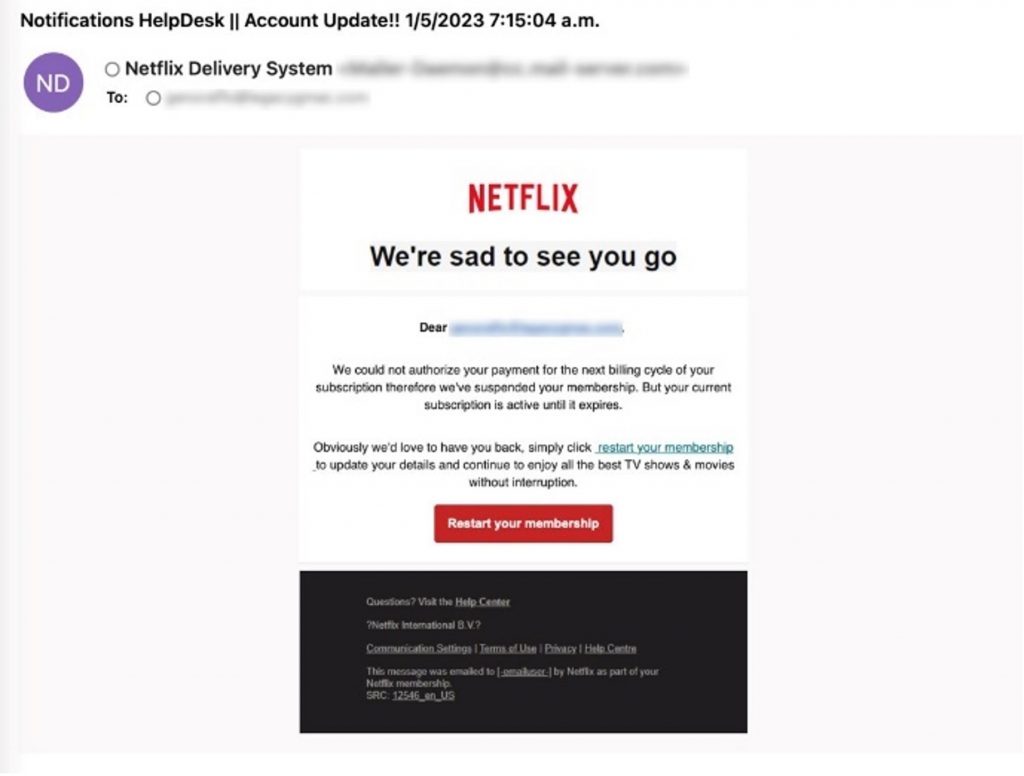 Notifications HelpDesk || Account Update!! 1/5/2023 7:15:04 a.m.
ND
Netflix Delivery System
To:
NETFLIX
We're sad to see you go
Dear
We could not authorize your payment for the next billing cycle of your
subscription therefore we've suspended your membership. But your current
subscription is active until it expires.
Obviously we'd love to have you back, simply click restart your membership
to update your details and continue to enjoy all the best TV shows & movies
without interruption.
Restart your membership
Questions? Visit the Help Center
?Netflix International B.V.?
Communication Settings | Terms of Use | Privacy | Help Centre
This message was emailed to [-emailuser-] by Netflix as part of your
Netflix membership.
SRC: 12546_en_US